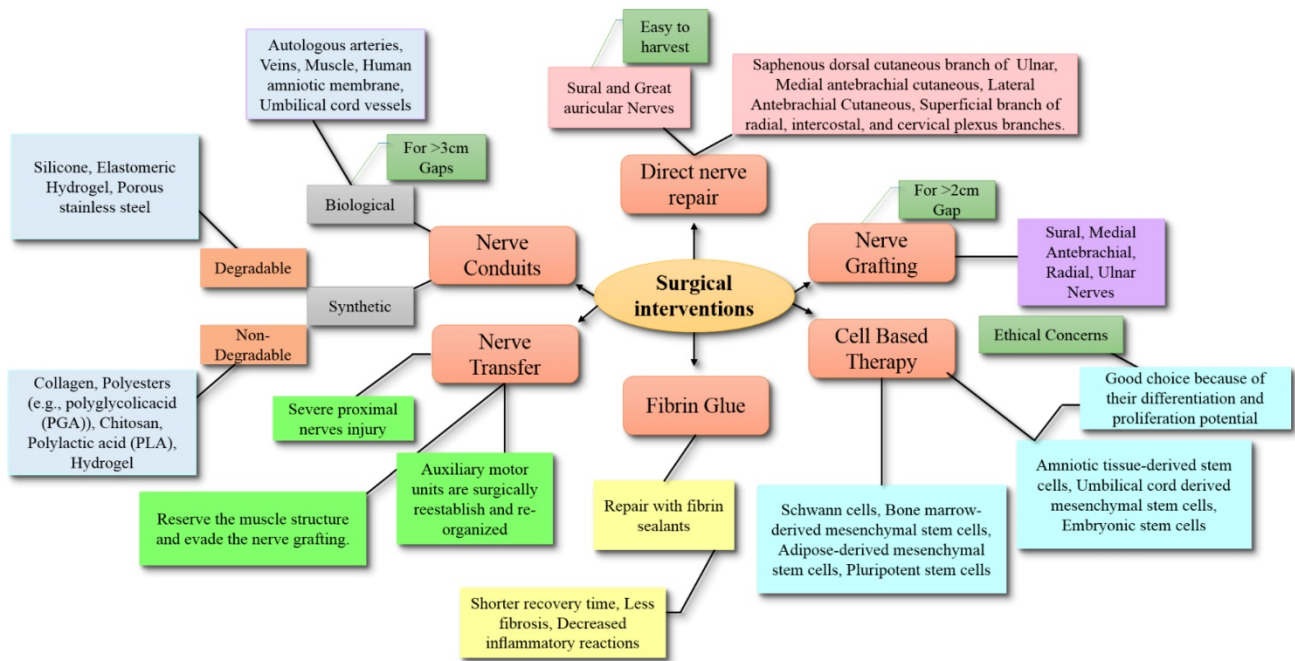 Surgical
interventions
Direct nerve
repair
Easy to
harvest
Sural and Great
auricular Nerves
Saphenous dorsal cutaneous branch of Ulnar,
Medial antebrachial cutaneous, Lateral
Antebrachial Cutaneous, Superficial branch of
radial, intercostal, and cervical plexus branches.
Nerve
Grafting
For >2cm
Gap
Sural, Medial
Antebrachial,
Radial, Ulnar
Nerves
Cell Based
Therapy
Ethical Concerns
Good choice because of
their differentiation and
proliferation potential
Amniotic tissue-derived stem
cells, Umbilical cord derived
mesenchymal stem cells,
Embryonic stem cells
Schwann cells, Bone marrow-
derived mesenchymal stem cells,
Adipose-derived mesenchymal
stem cells, Pluripotent stem cells
Fibrin Glue
Repair with fibrin
sealants
Shorter recovery time, Less
fibrosis, Decreased
inflammatory reactions
Nerve
Transfer
Severe proximal
nerves injury
Auxiliary motor
units are surgically
reestablish and re-
organized
Reserve the muscle structure
and evade the nerve grafting.
Nerve
Conduits
Biological
For >3cm
Gaps
Autologous arteries,
Veins, Muscle, Human
amniotic membrane,
Umbilical cord vessels
Synthetic
Degradable
Silicone, Elastomeric
Hydrogel, Porous
stainless steel
Non-
Degradable
Collagen, Polyesters
(e.g., polyglycolicacid
(PGA)), Chitosan,
Polylactic acid (PLA),
Hydrogel